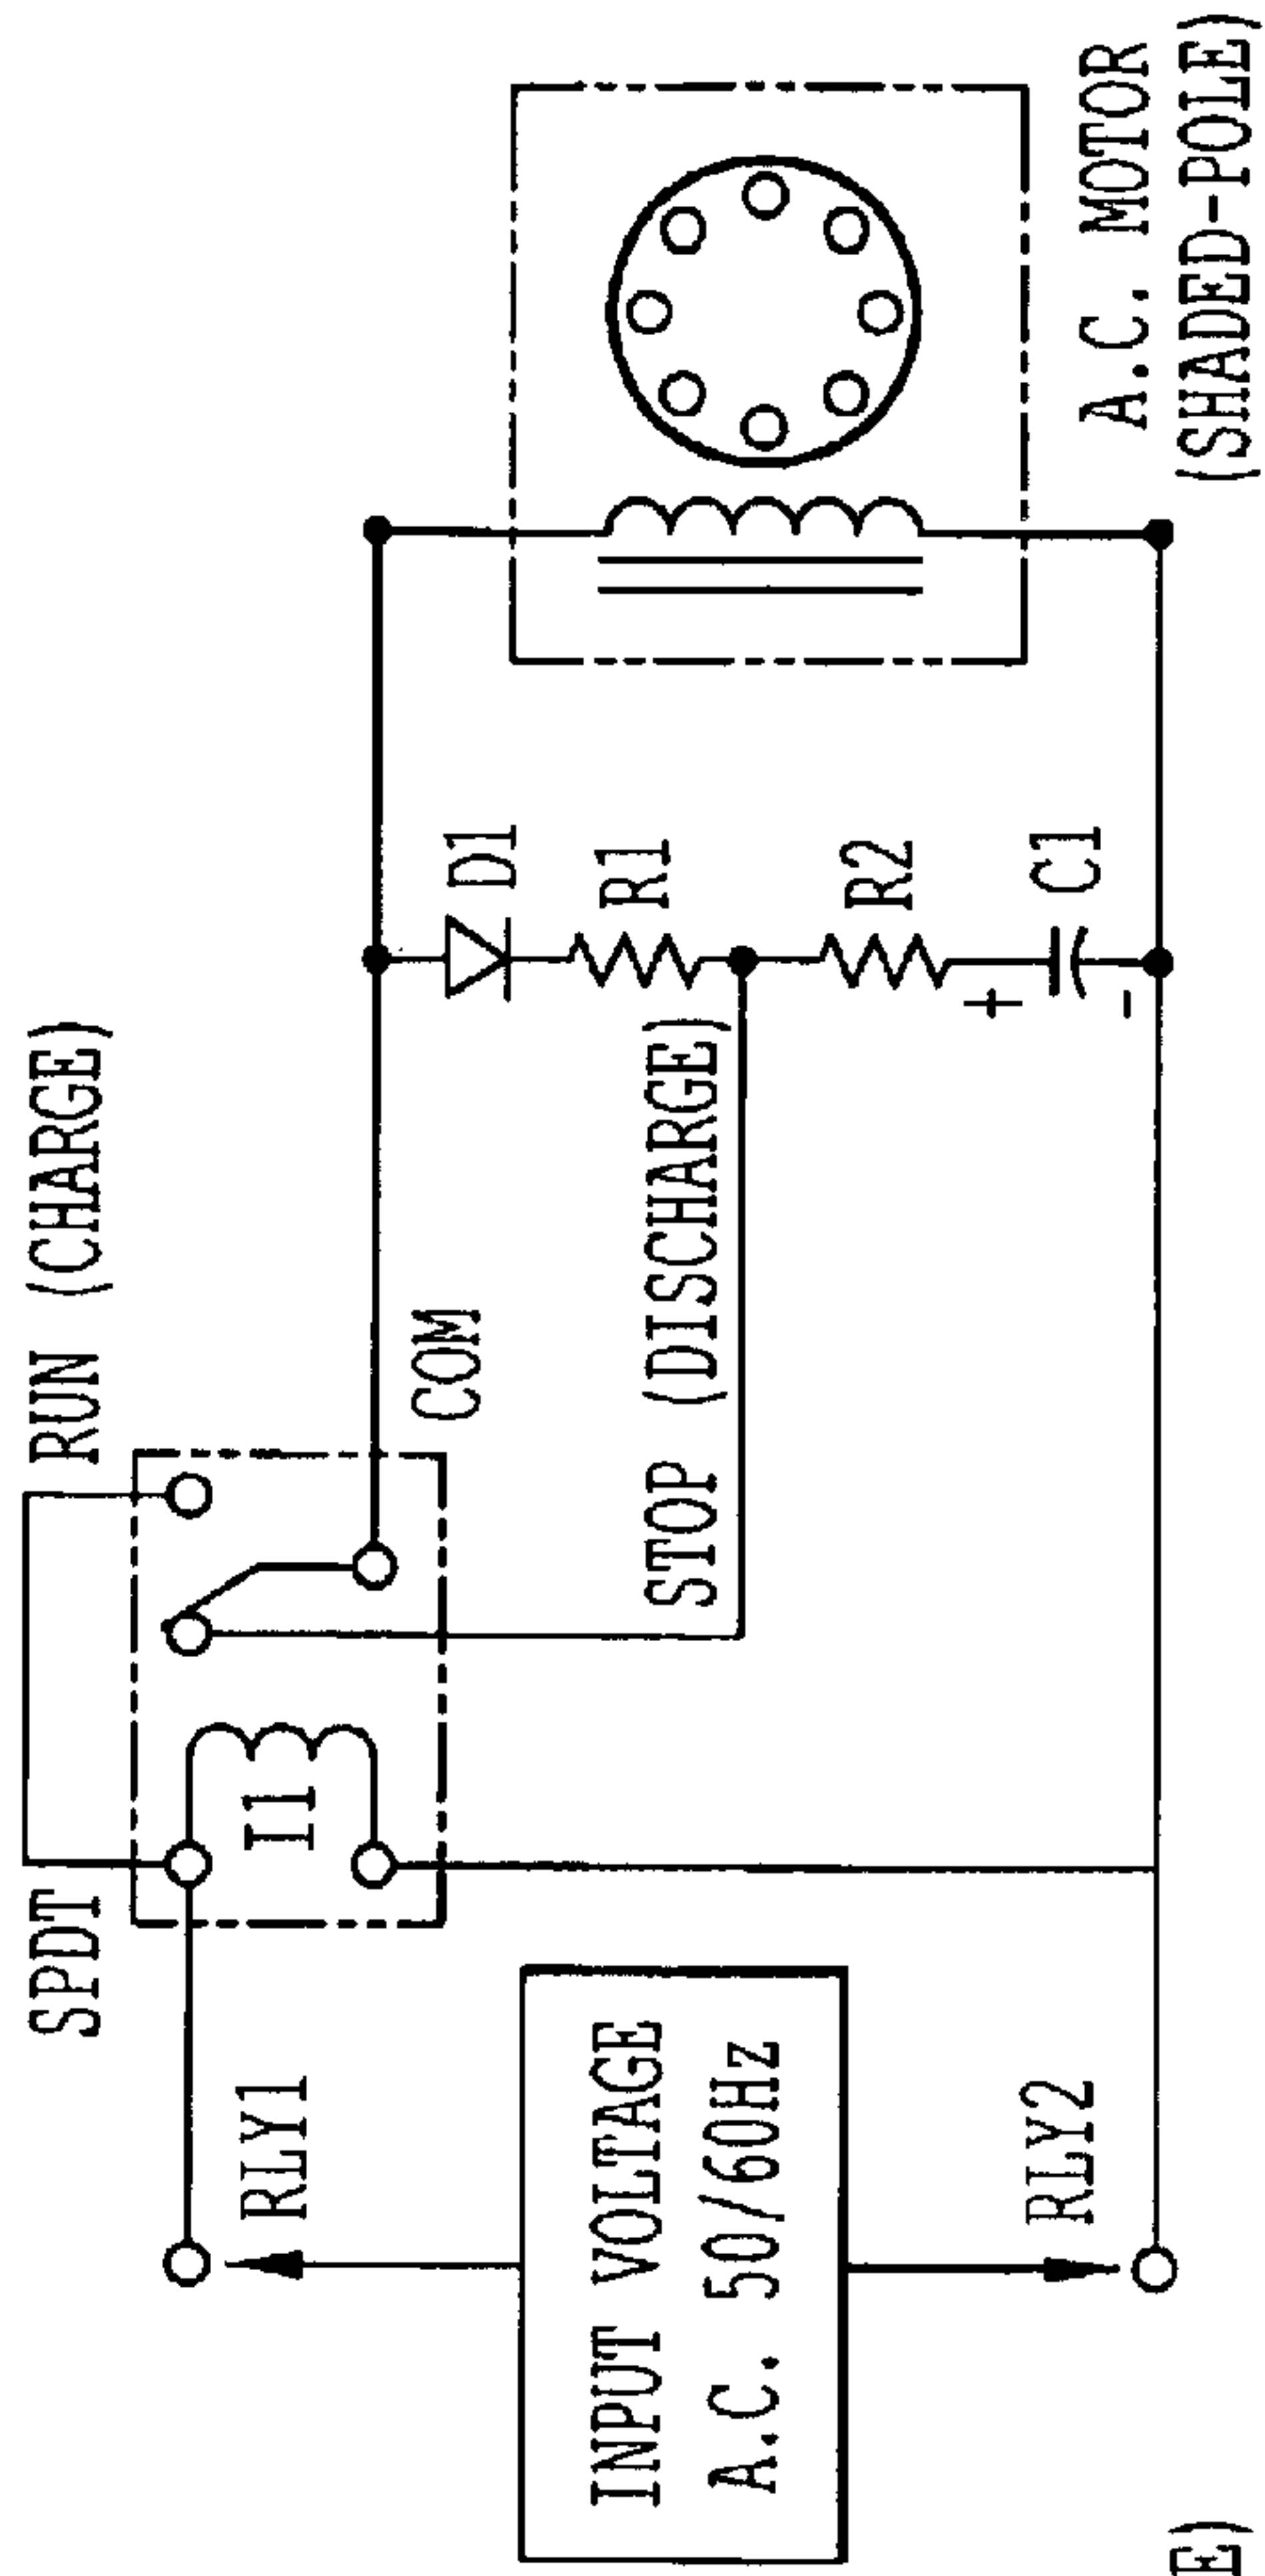 SPDT
RUN (CHARGE)
RLY1
I1
COM
D1
R1
STOP (DISCHARGE)
R2
C1
+
-
INPUT VOLTAGE
A.C. 50/60Hz
RLY2
A.C. MOTOR
(SHADED-POLE)
E)